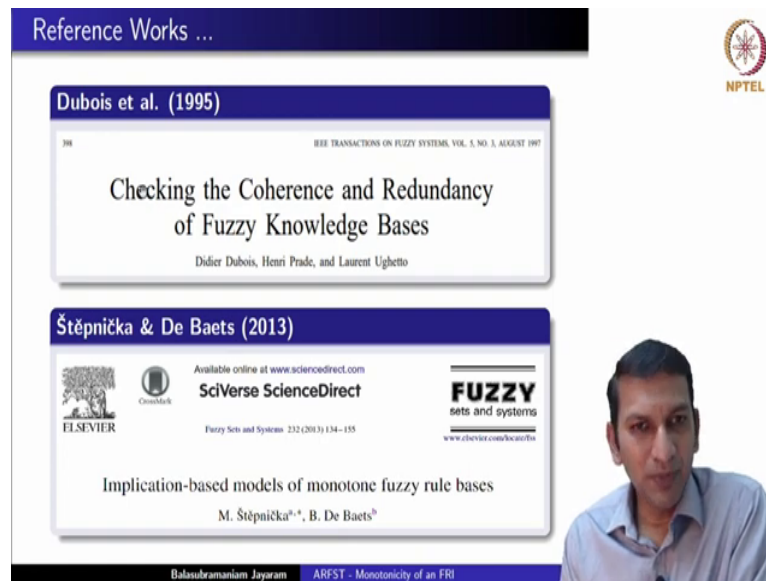 Reference Works ...
NPTEL
Dubois et al. (1995)
398
IEEE TRANSACTIONS ON FUZZY SYSTEMS, VOL. 5, NO. 3, AUGUST 1997
Checking the Coherence and Redundancy
of Fuzzy Knowledge Bases
Didier Dubois, Henri Prade, and Laurent Ughetto
Štěpnička & De Baets (2013)
ELSEVIER
CrossMark
Available online at www.sciencedirect.com
SciVerse ScienceDirect
Fuzzy Sets and Systems 232 (2013) 134–155
FUZZY
sets and systems
www.elsevier.com/locate/fss
Implication-based models of monotone fuzzy rule bases
M. Štěpnička a,*, B. De Baets b
Balasubramaniam Jayaram ARFST - Monotonicity of an FRI